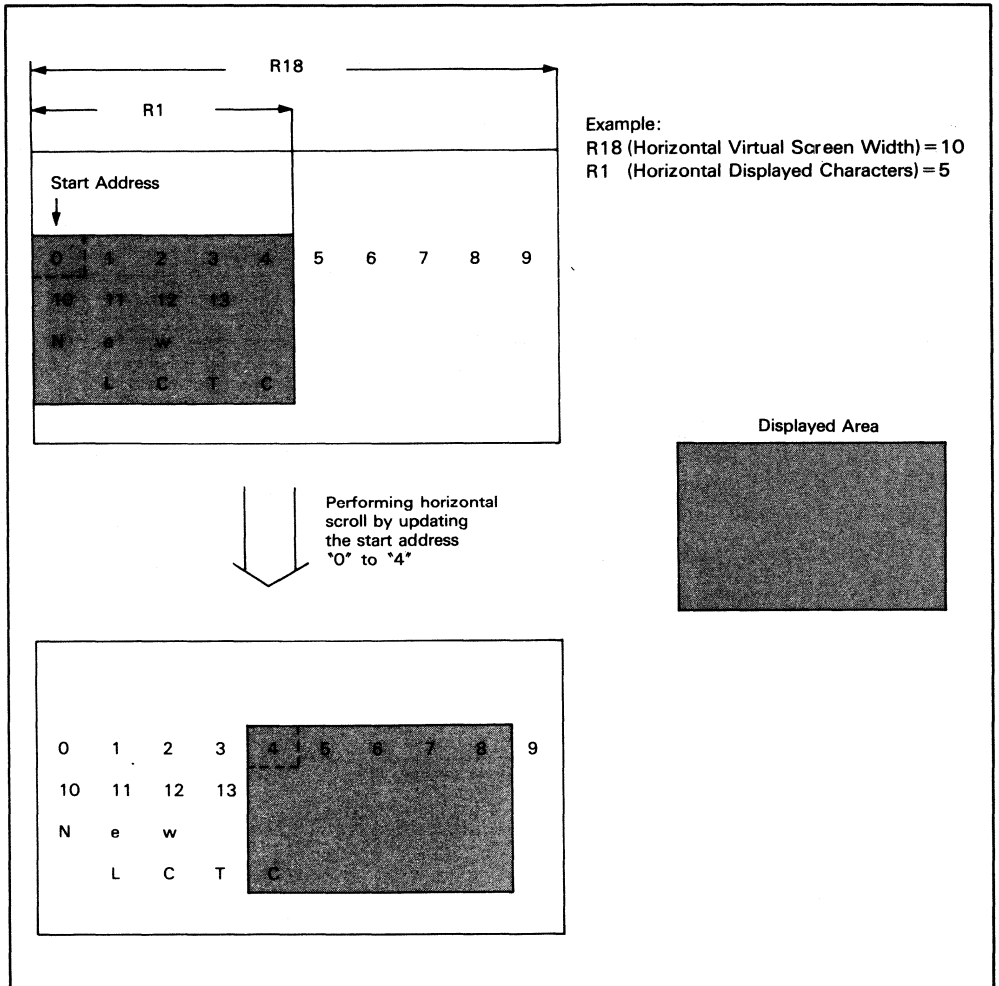 R18
R1
Example:
R18 (Horizontal Virtual Screen Width) = 10
R1 (Horizontal Displayed Characters) = 5
Start Address
0 1 2 3 4 5 6 7 8 9
10 11 12 13
N e w
L C T C
Displayed Area
Performing horizontal
scroll by updating
the start address
"0" to "4"
0 1 2 3 4 5 6 7 8 9
10 11 12 13
N e w
L C T C